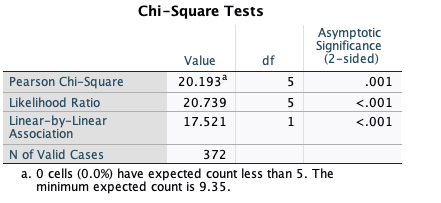 Chi-Square Tests
Value df Asymptotic Significance (2-sided)
Pearson Chi-Square 20.193a 5 .001
Likelihood Ratio 20.739 5 <.001
Linear-by-Linear Association 17.521 1 <.001
N of Valid Cases 372
a. 0 cells (0.0%) have expected count less than 5. The
minimum expected count is 9.35.